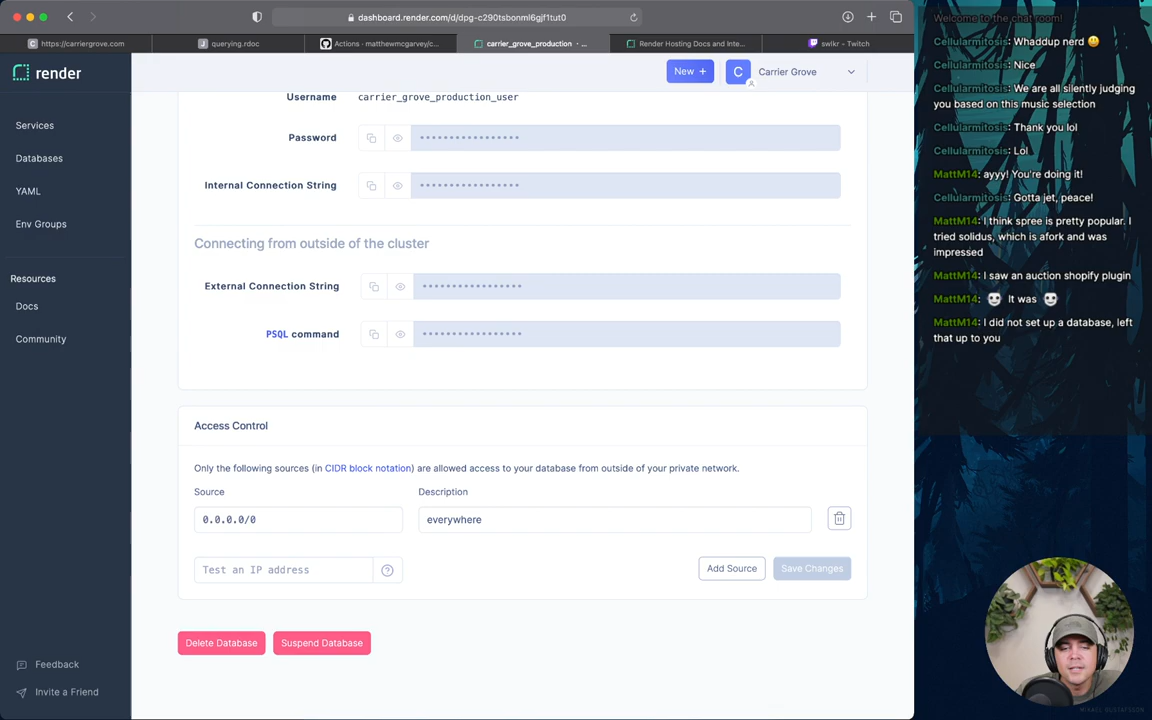 dashboard.render.com/d/dpg-c290tsbonml6gjf1tut0
https://carriergrove.com
querying.rdoc
Actions · matthewmcgarvey/c...
carrier_grove_production · ...
Render Hosting Docs and Inte...
swlkr - Twitch
render
New +
C
Carrier Grove
Services
Databases
YAML
Env Groups
Resources
Docs
Community
Feedback
Invite a Friend
Username
carrier_grove_production_user
Password
Internal Connection String
Connecting from outside of the cluster
External Connection String
PSQL command
Access Control
Only the following sources (in CIDR block notation) are allowed access to your database from outside of your private network.
Source
Description
0.0.0.0/0
everywhere
Test an IP address
Add Source
Save Changes
Delete Database
Suspend Database
Welcome to the chat room!
Cellularmitosis: Whaddup nerd
Cellularmitosis: Nice
Cellularmitosis: We are all silently judging
you based on this music selection
Cellularmitosis: Thank you lol
Cellularmitosis: Lol
MattM14: ayyy! You're doing it!
Cellularmitosis: Gotta jet, peace!
MattM14: I think spree is pretty popular. I
tried solidus, which is afork and was
impressed
MattM14: I saw an auction shopify plugin
MattM14: It was
MattM14: I did not set up a database, left
that up to you
MIKAEL GUSTAFSSON